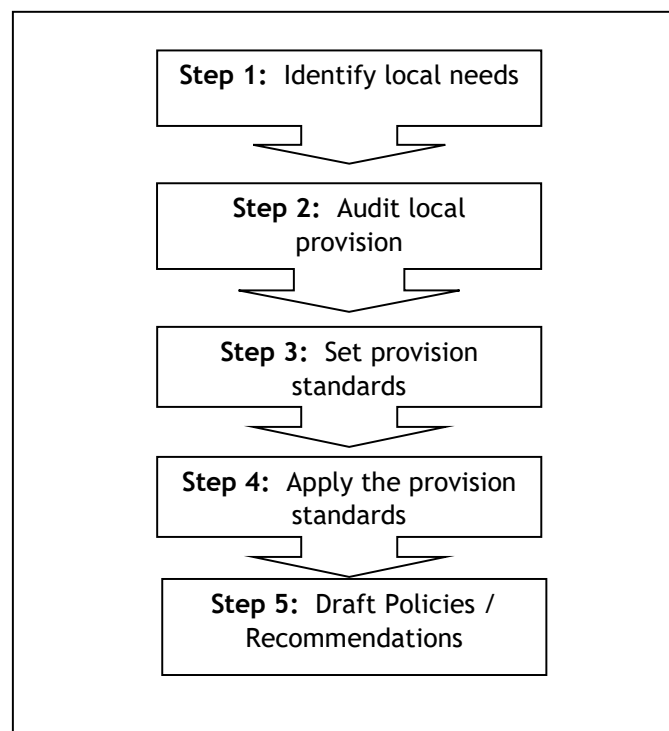 Step 1: Identify local needs
Step 2: Audit local
provision
Step 3: Set provision
standards
Step 4: Apply the provision
standards
Step 5: Draft Policies /
Recommendations